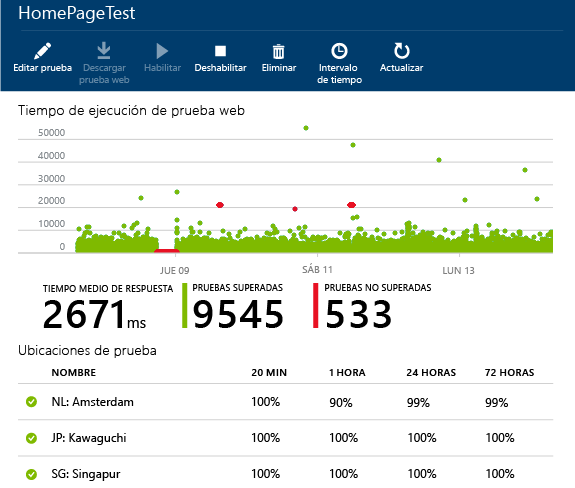 HomePageTest
Editar prueba
Descargar prueba web
Habilitar
Deshabilitar
Eliminar
Intervalo de tiempo
Actualizar
Tiempo de ejecución de prueba web
50000
40000
30000
20000
10000
0
JUE 09 SÁB 11 LUN 13
TIEMPO MEDIO DE RESPUESTA
2671 ms
PRUEBAS SUPERADAS
9545
PRUEBAS NO SUPERADAS
533
Ubicaciones de prueba
NOMBRE 20 MIN 1 HORA 24 HORAS 72 HORAS
NL: Amsterdam 100% 90% 99% 99%
JP: Kawaguchi 100% 100% 100% 100%
SG: Singapur 100% 100% 100% 100%